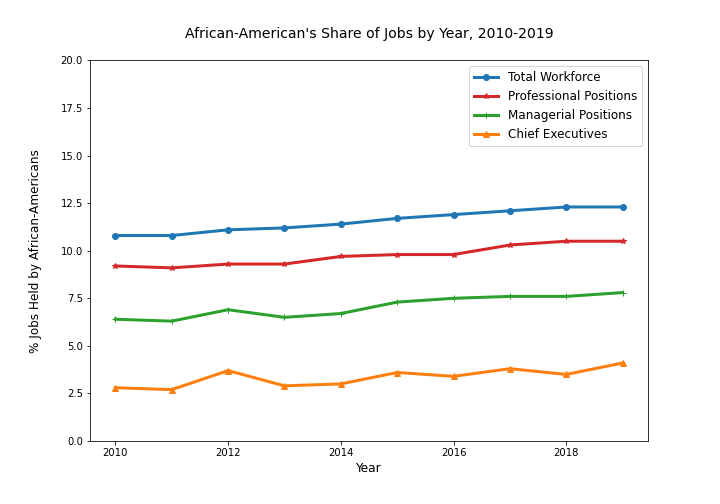 African-American's Share of Jobs by Year, 2010-2019
20.0
17.5
15.0
12.5
10.0
7.5
5.0
2.5
0.0
% Jobs Held by African-Americans
Total Workforce
Professional Positions
Managerial Positions
Chief Executives
2010 2012 2014 2016 2018
Year